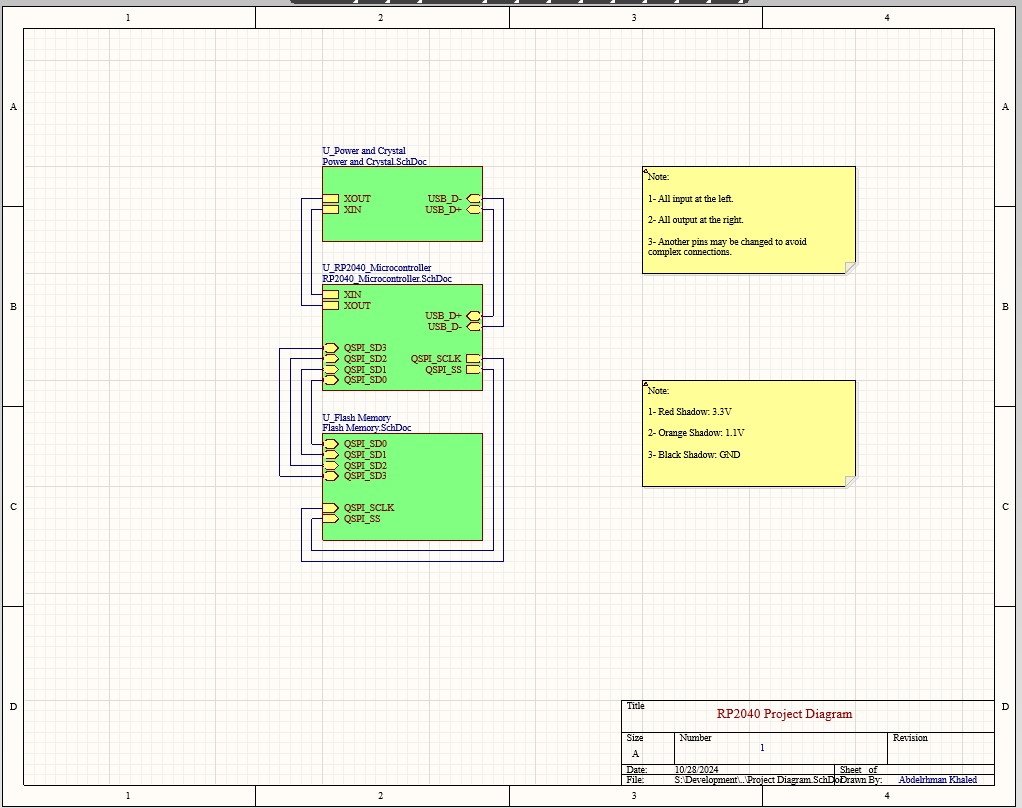 1 2 3 4
A A
U_Power and Crystal
Power and Crystal.SchDoc
XOUT USB_D-
XIN USB_D+
Note:
1- All input at the left.
2- All output at the right.
3- Another pins may be changed to avoid
complex connections.
B B
U_RP2040_Microcontroller
RP2040_Microcontroller.SchDoc
XIN
XOUT
USB_D+
USB_D-
QSPI_SD3
QSPI_SD2 QSPI_SCLK
QSPI_SD1 QSPI_SS
QSPI_SD0
Note:
1- Red Shadow: 3.3V
2- Orange Shadow: 1.1V
3- Black Shadow: GND
U_Flash Memory
Flash Memory.SchDoc
QSPI_SD0
QSPI_SD1
QSPI_SD2
QSPI_SD3
C C
QSPI_SCLK
QSPI_SS
D D
Title
RP2040 Project Diagram
Size Number Revision
A 1
Date: 10/28/2024 Sheet of
File: S:\Development\..\Project Diagram.SchDoc Drawn By: Abdelrhman Khaled
1 2 3 4